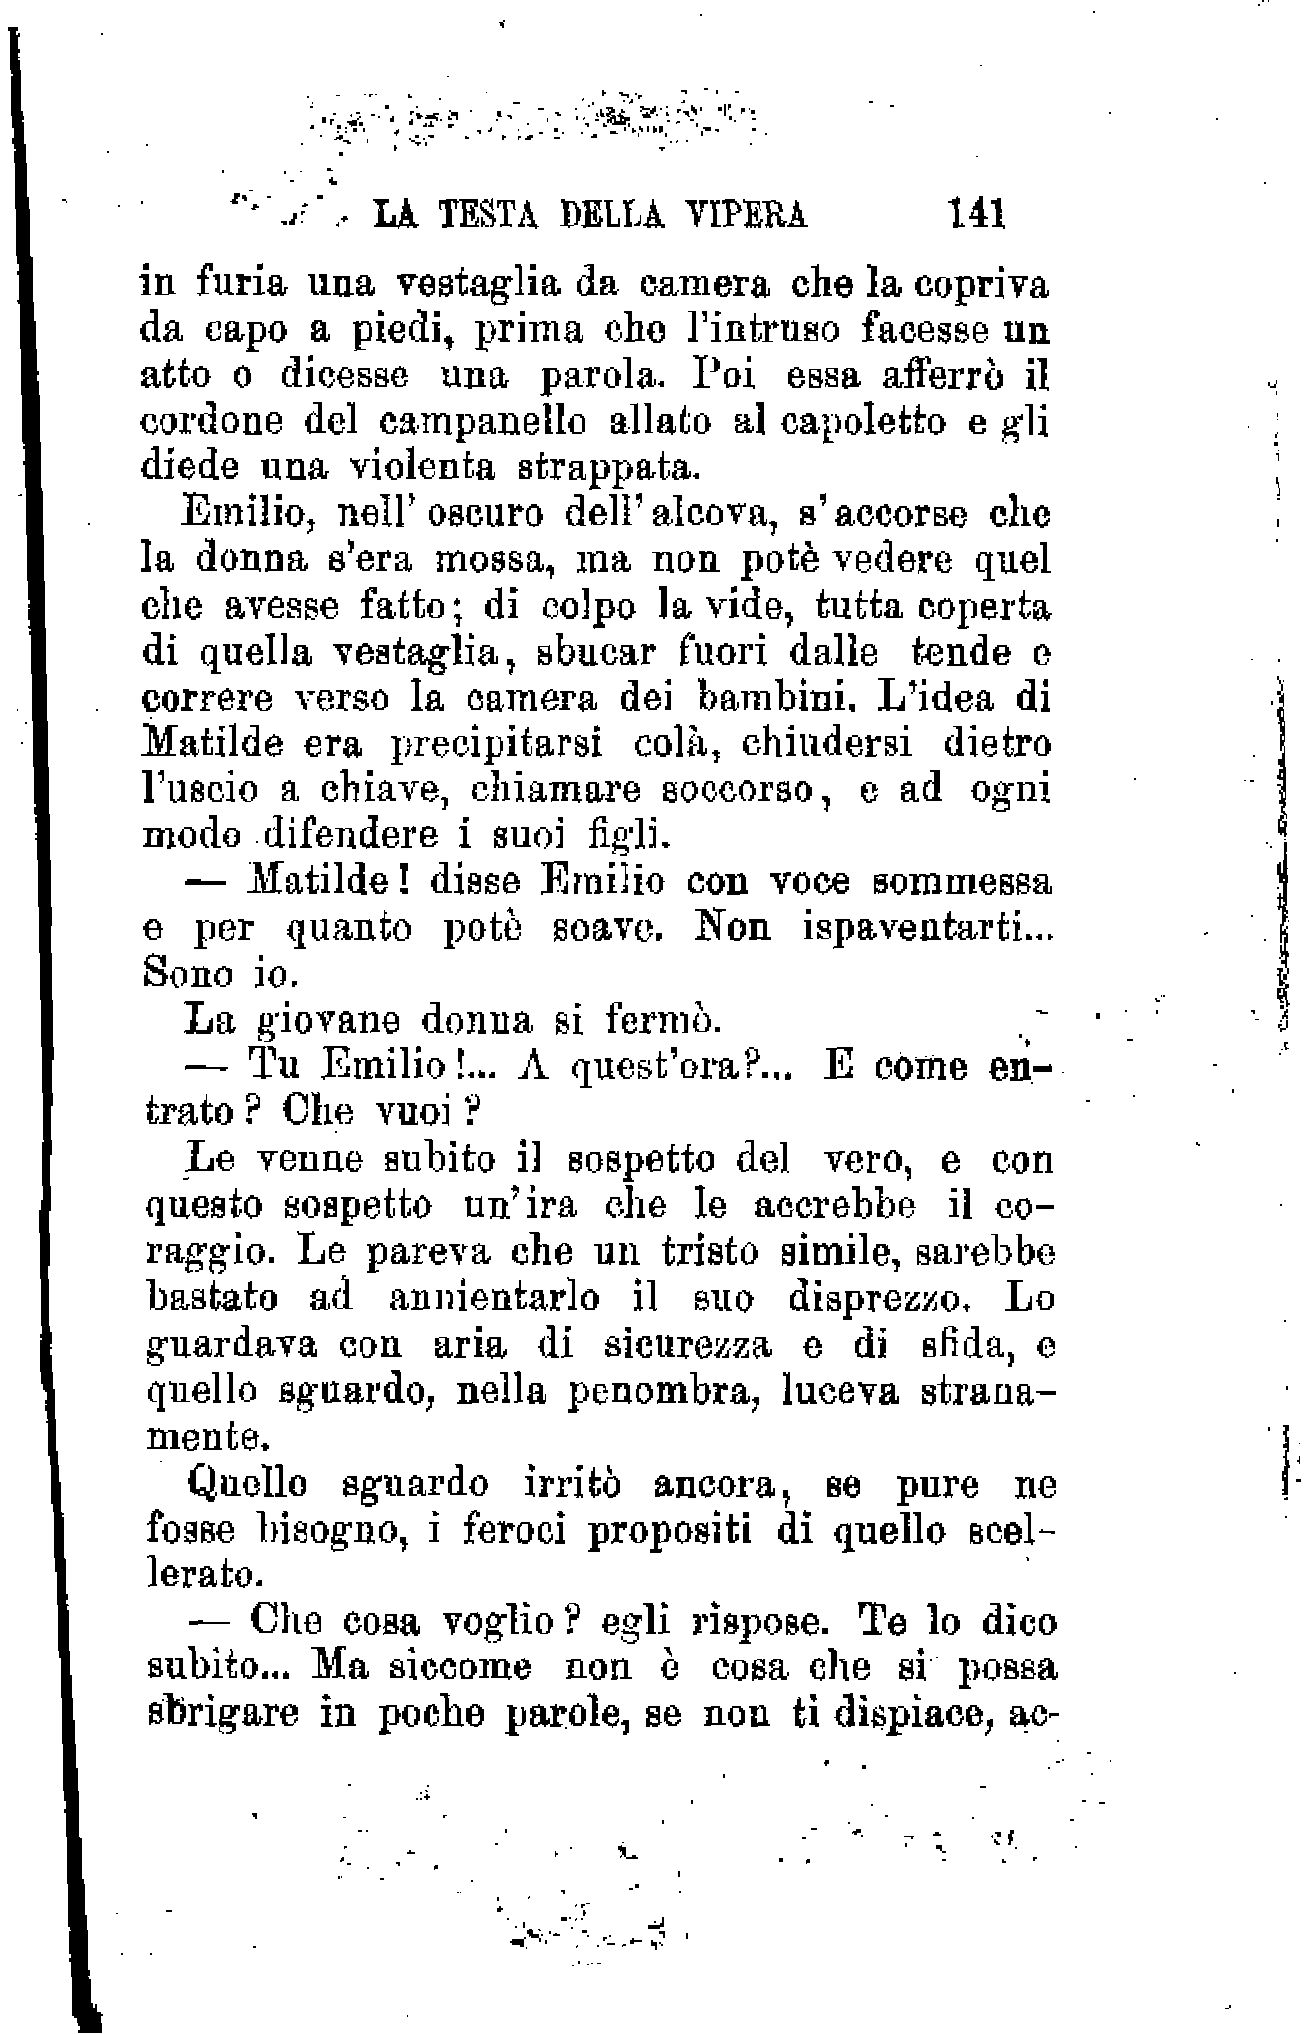 LA TESTA DELLA VIPERA 141
in furia una vestaglia da camera che la copriva
da capo a piedi, prima che l'intruso facesse un
atto o dicesse una parola. Poi essa afferrò il
cordone del campanello allato al capoletto e gli
diede una violenta strappata.
Emilio, nell' oscuro dell' alcova, s' accorse che
la donna s'era mossa, ma non potè vedere quel
che avesse fatto; di colpo la vide, tutta coperta
di quella vestaglia, sbucar fuori dalle tende e
correre verso la camera dei bambini. L'idea di
Matilde era precipitarsi colà, chiudersi dietro
l'uscio a chiave, chiamare soccorso, e ad ogni
modo difendere i suoi figli.
— Matilde! disse Emilio con voce sommessa
e per quanto potè soave. Non ispaventarti...
Sono io.
La giovane donna si fermò.
— Tu Emilio!... A quest'ora?... E come en-
trato? Che vuoi?
Le venne subito il sospetto del vero, e con
questo sospetto un' ira che le accrebbe il co-
raggio. Le pareva che un tristo simile, sarebbe
bastato ad annientarlo il suo disprezzo. Lo
guardava con aria di sicurezza e di sfida, e
quello sguardo, nella penombra, luceva strana-
mente.
Quello sguardo irritò ancora, se pure ne
fosse bisogno, i feroci propositi di quello scel-
lerato.
— Che cosa voglio? egli rispose. Te lo dico
subito... Ma siccome non è cosa che si possa
sbrigare in poche parole, se non ti dispiace, ac-